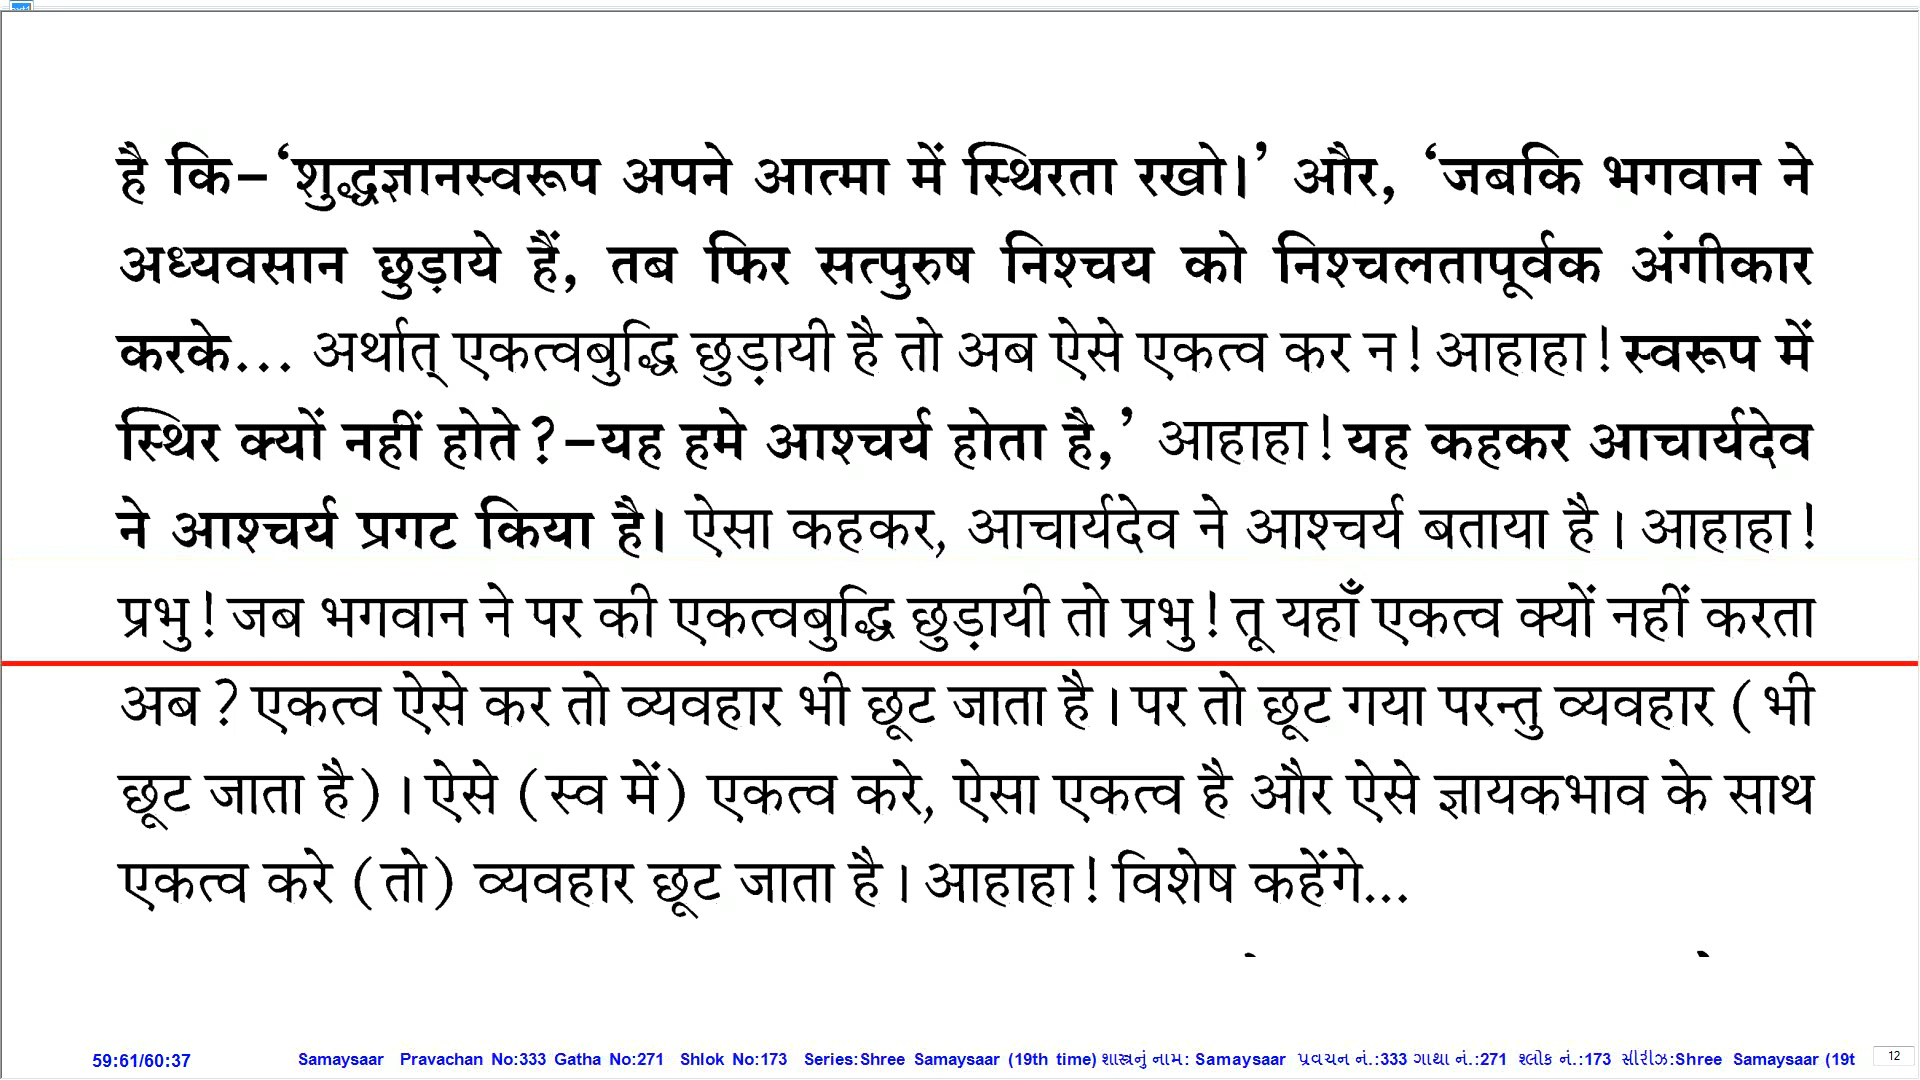 है कि–‘शुद्धज्ञानस्वरूप अपने आत्मा में स्थिरता रखो।’ और, ‘जबकि भगवान ने
अध्यवसान छुड़ाये हैं, तब फिर सत्पुरुष निश्चय को निश्चलतापूर्वक अंगीकार
करके... अर्थात् एकत्वबुद्धि छुड़ायी है तो अब ऐसे एकत्व कर न! आहाहा! स्वरूप में
स्थिर क्यों नहीं होते?–यह हमे आश्चर्य होता है,’ आहाहा! यह कहकर आचार्यदेव
ने आश्चर्य प्रगट किया है। ऐसा कहकर, आचार्यदेव ने आश्चर्य बताया है। आहाहा!
प्रभु! जब भगवान ने पर की एकत्वबुद्धि छुड़ायी तो प्रभु! तू यहाँ एकत्व क्यों नहीं करता
अब? एकत्व ऐसे कर तो व्यवहार भी छूट जाता है। पर तो छूट गया परन्तु व्यवहार (भी
छूट जाता है)। ऐसे (स्व में) एकत्व करे, ऐसा एकत्व है और ऐसे ज्ञायकभाव के साथ
एकत्व करे (तो) व्यवहार छूट जाता है। आहाहा! विशेष कहेंगे...
59:61/60:37 Samaysaar Pravachan No:333 Gatha No:271 Shlok No:173 Series:Shree Samaysaar (19th time) શાસ્ત્રનું નામ: Samaysaar પ્રવચન નં.:333 ગાથા નં.:271 શ્લોક નં.:173 સીરીઝ:Shree Samaysaar (19t 12